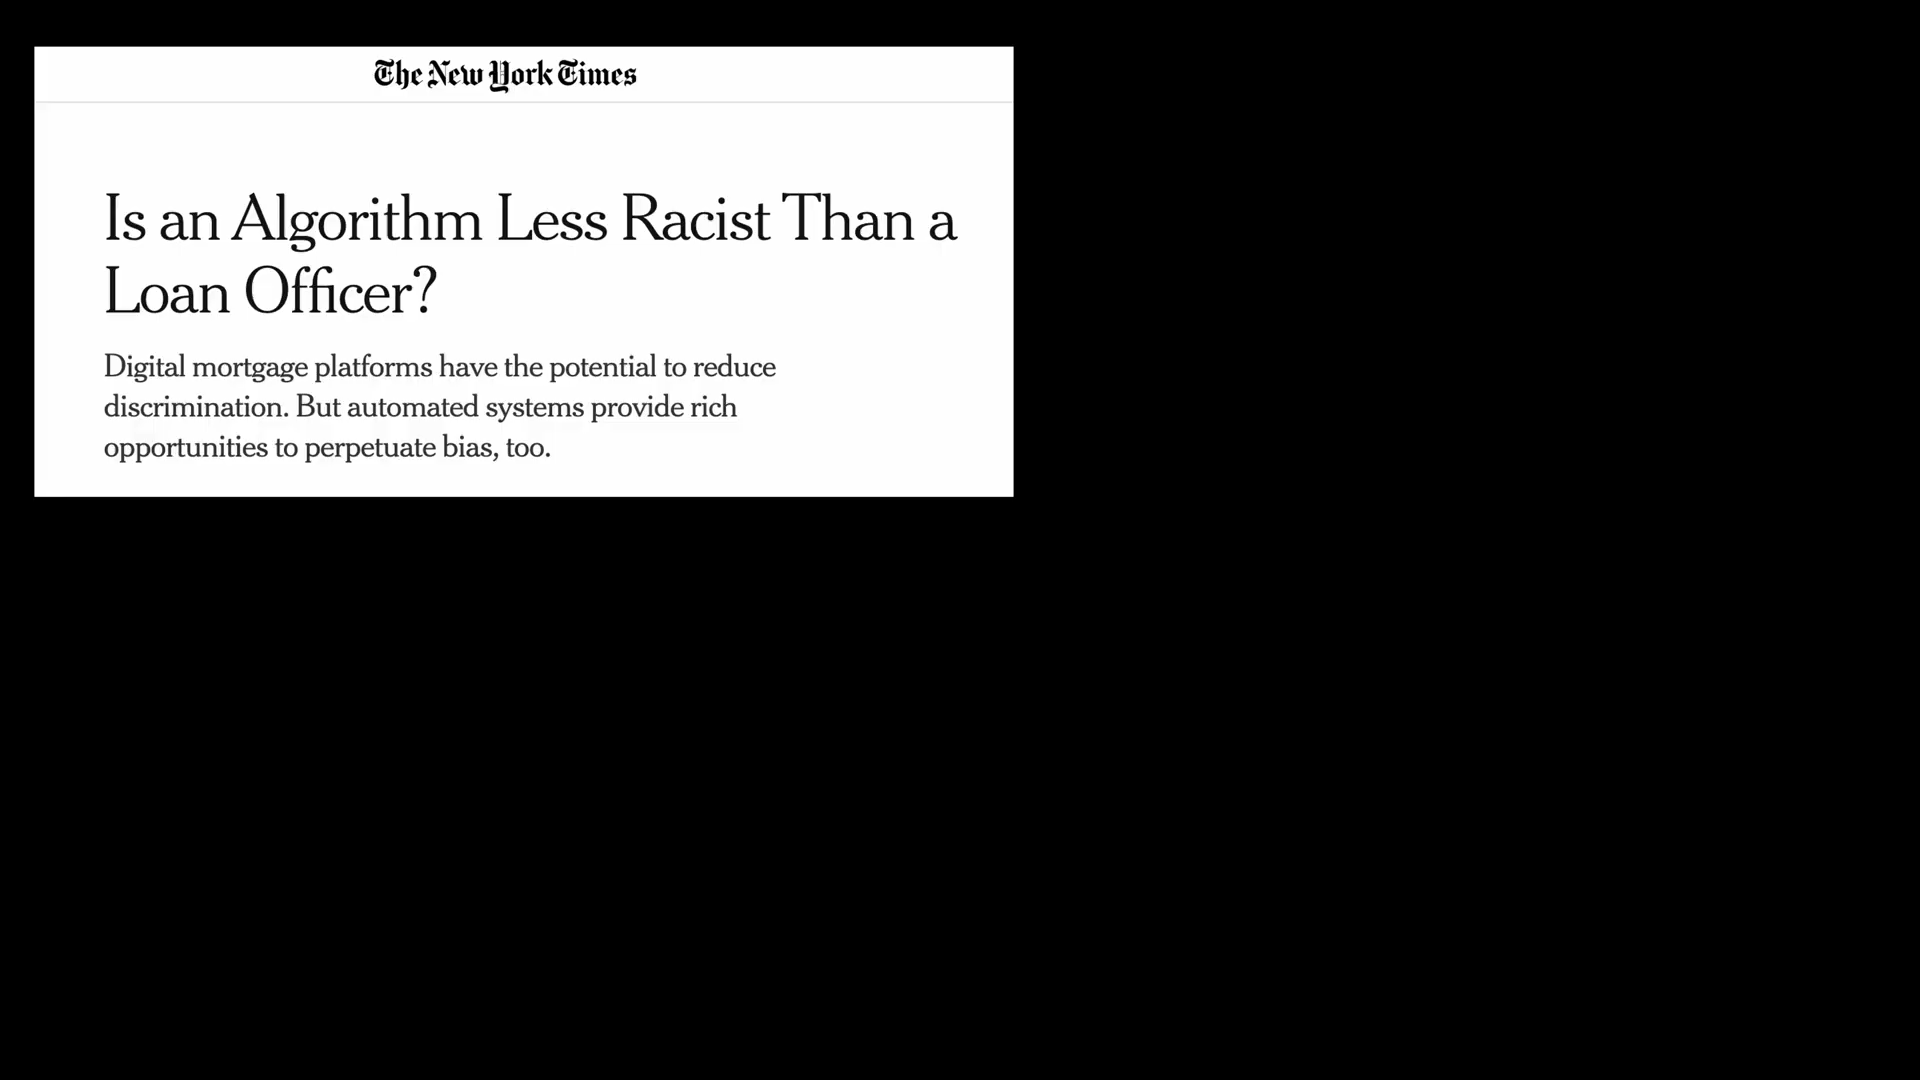 The New York Times
Is an Algorithm Less Racist Than a
Loan Officer?
Digital mortgage platforms have the potential to reduce
discrimination. But automated systems provide rich
opportunities to perpetuate bias, too.